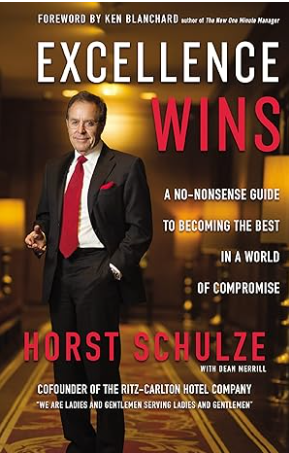 FOREWORD BY KEN BLANCHARD author of The New One Minute Manager
EXCELLENCE
WINS
A NO-NONSENSE GUIDE
TO BECOMING THE BEST
IN A WORLD
OF COMPROMISE
HORST SCHULZE
WITH DEAN MERRILL
COFOUNDER OF THE RITZ-CARLTON HOTEL COMPANY
"WE ARE LADIES AND GENTLEMEN SERVING LADIES AND GENTLEMEN"